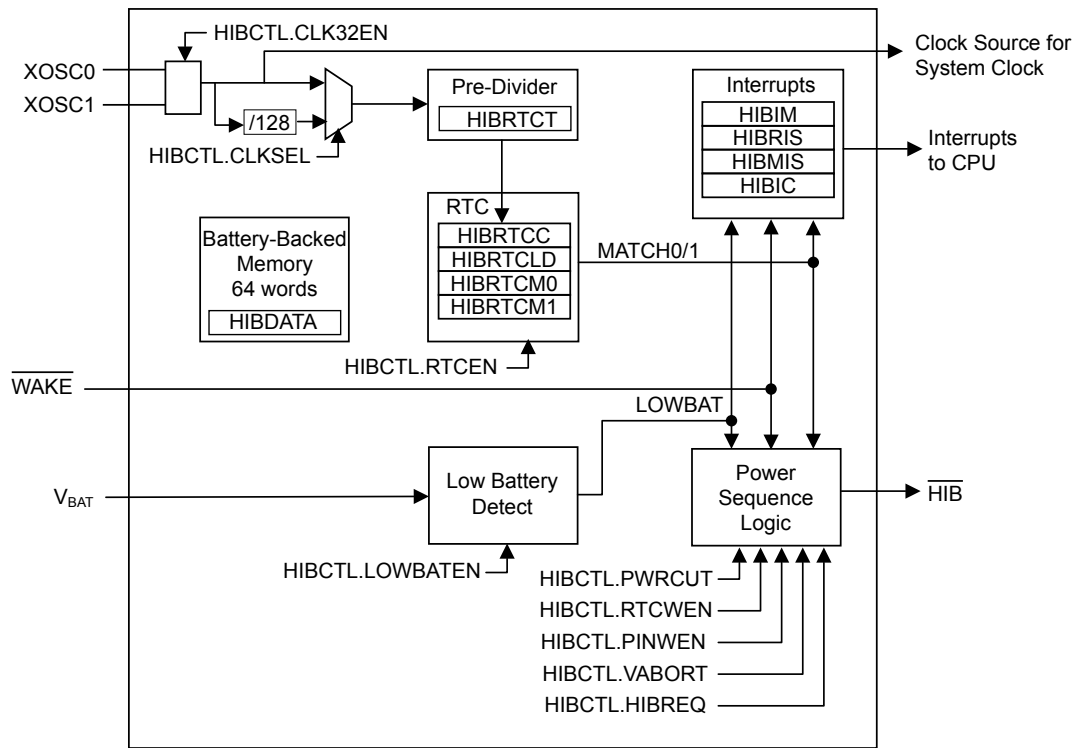 HIBCTL.CLK32EN
XOSC0
XOSC1
/128
HIBCTL.CLKSEL
Pre-Divider
HIBRTCT
Clock Source for
System Clock
Interrupts
HIBIM
HIBRIS
HIBMIS
HIBIC
Interrupts
to CPU
RTC
HIBRTCC
HIBRTCLD
HIBRTCM0
HIBRTCM1
MATCH0/1
Battery-Backed
Memory
64 words
HIBDATA
HIBCTL.RTCEN
WAKE
LOWBAT
VBAT
Low Battery
Detect
HIBCTL.LOWBATEN
Power
Sequence
Logic
HIB
HIBCTL.PWRCUT
HIBCTL.RTCWEN
HIBCTL.PINWEN
HIBCTL.VABORT
HIBCTL.HIBREQ